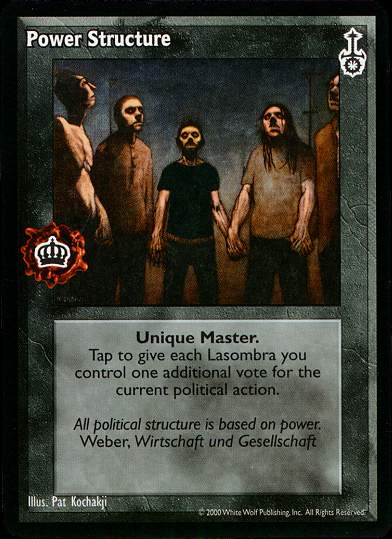 Power Structure
Unique Master.
Tap to give each Lasombra you
control one additional vote for the
current political action.
All political structure is based on power.
Weber, Wirtschaft und Gesellschaft
Illus. Pat Kochakji
© 2000 White Wolf Publishing, Inc. All Rights Reserved.